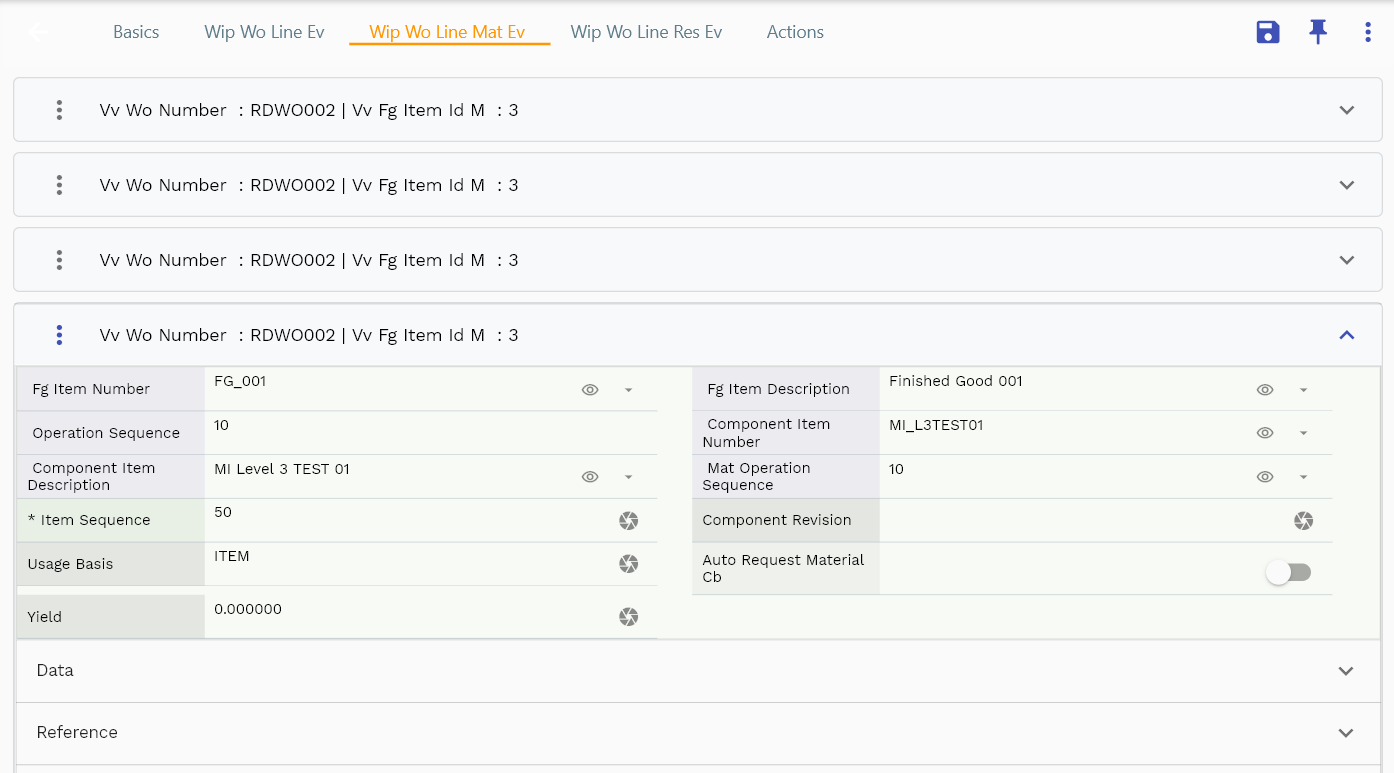 Basics
Wip Wo Line Ev
Wip Wo Line Mat Ev
Wip Wo Line Res Ev
Actions
Vv Wo Number : RDWO002 | Vv Fg Item Id M : 3
Vv Wo Number : RDWO002 | Vv Fg Item Id M : 3
Vv Wo Number : RDWO002 | Vv Fg Item Id M : 3
Vv Wo Number : RDWO002 | Vv Fg Item Id M : 3
Fg Item Number
FG_001
Fg Item Description
Finished Good 001
Operation Sequence
10
Component Item
Number
MI_L3TEST01
Component Item
Description
MI Level 3 TEST 01
Mat Operation
Sequence
10
* Item Sequence
50
Component Revision
Usage Basis
ITEM
Auto Request Material
Cb
Yield
0.000000
Data
Reference